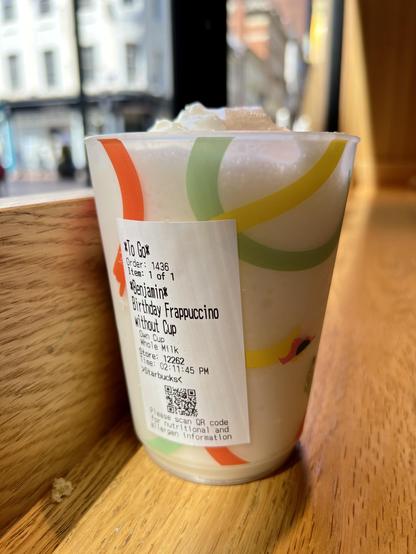 *To Go*
Order: 1436
Item: 1 of 1
*Benjamin*
Birthday Frappuccino
without Cup
Own Cup
Whole Milk
Store: 12262
Time: 02:11:45 PM
>Starbucks<
Please scan QR code
for nutritional and
allergen information